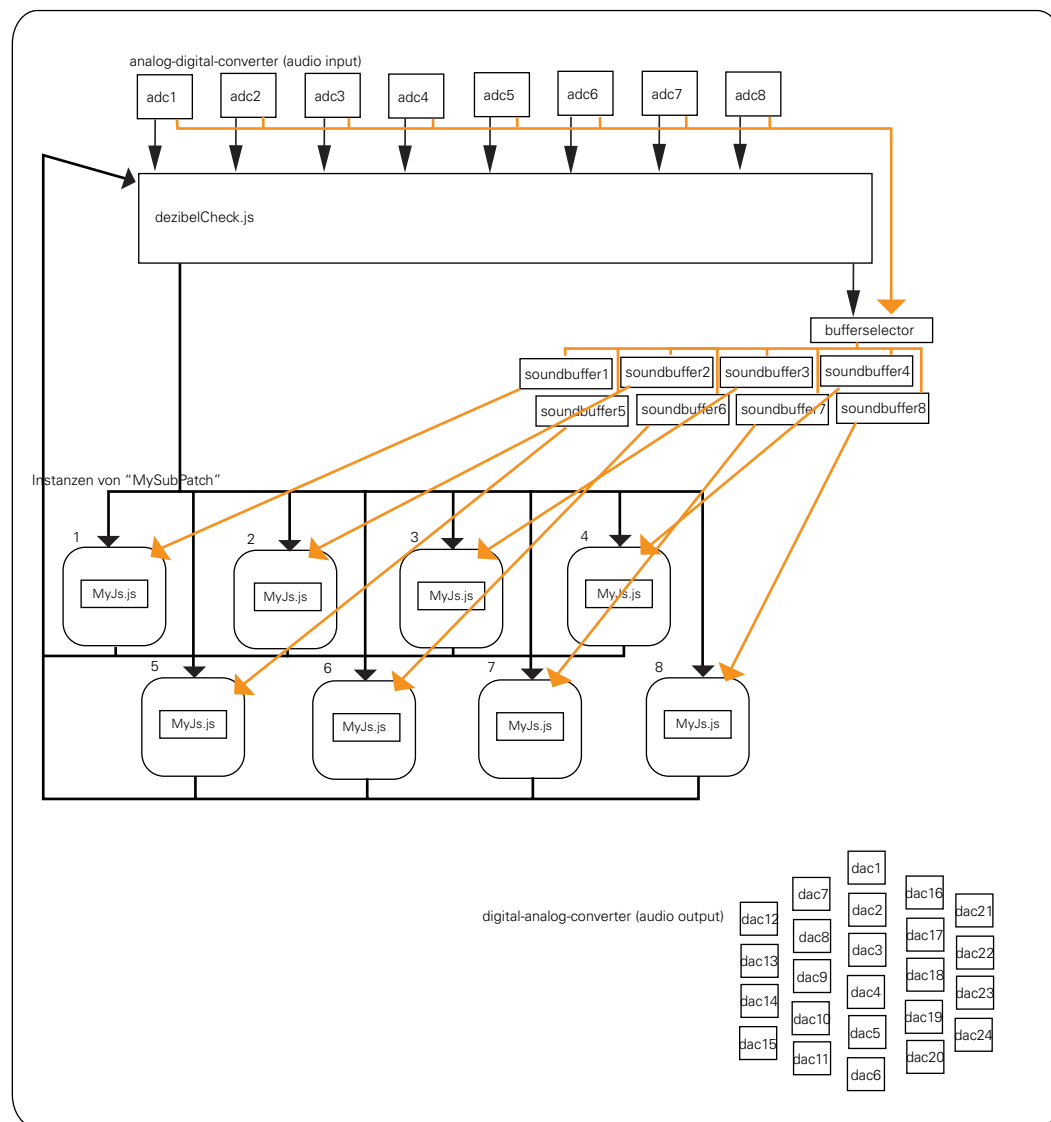 analog-digital-converter (audio input)
adc1
adc2
adc3
adc4
adc5
adc6
adc7
adc8
dezibelCheck.js
bufferselector
soundbuffer1
soundbuffer2
soundbuffer3
soundbuffer4
soundbuffer5
soundbuffer6
soundbuffer7
soundbuffer8
Instanzen von “MySubPatch”
1
2
3
4
MyJs.js
MyJs.js
MyJs.js
MyJs.js
5
6
7
8
MyJs.js
MyJs.js
MyJs.js
MyJs.js
digital-analog-converter (audio output)
dac1
dac2
dac3
dac4
dac5
dac6
dac7
dac8
dac9
dac10
dac11
dac12
dac13
dac14
dac15
dac16
dac17
dac18
dac19
dac20
dac21
dac22
dac23
dac24